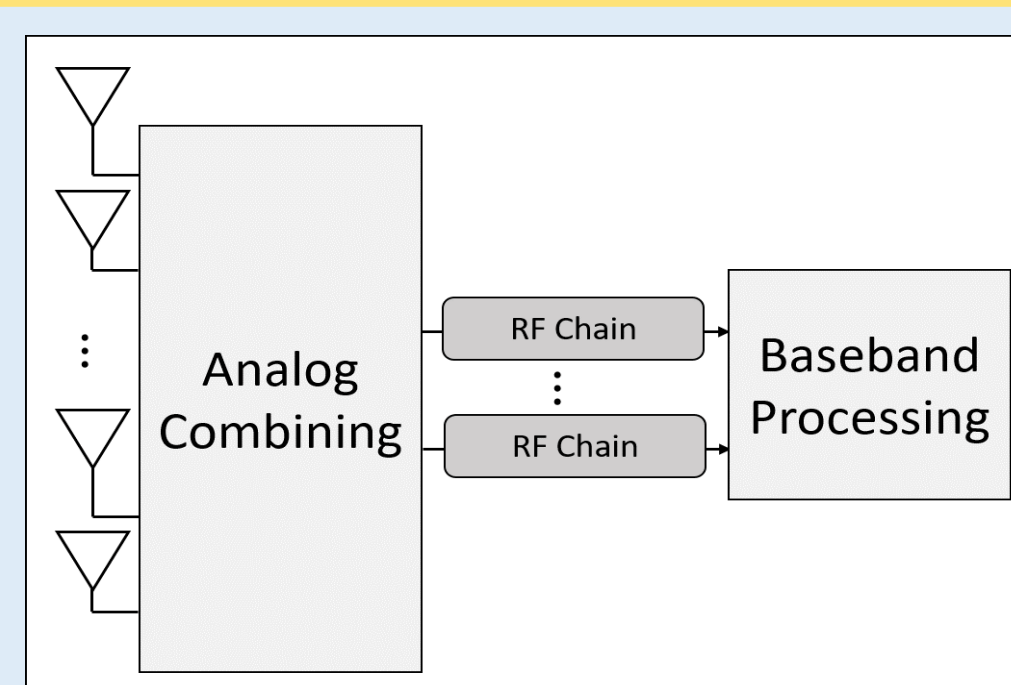 Analog
Combining
RF Chain
RF Chain
Baseband
Processing